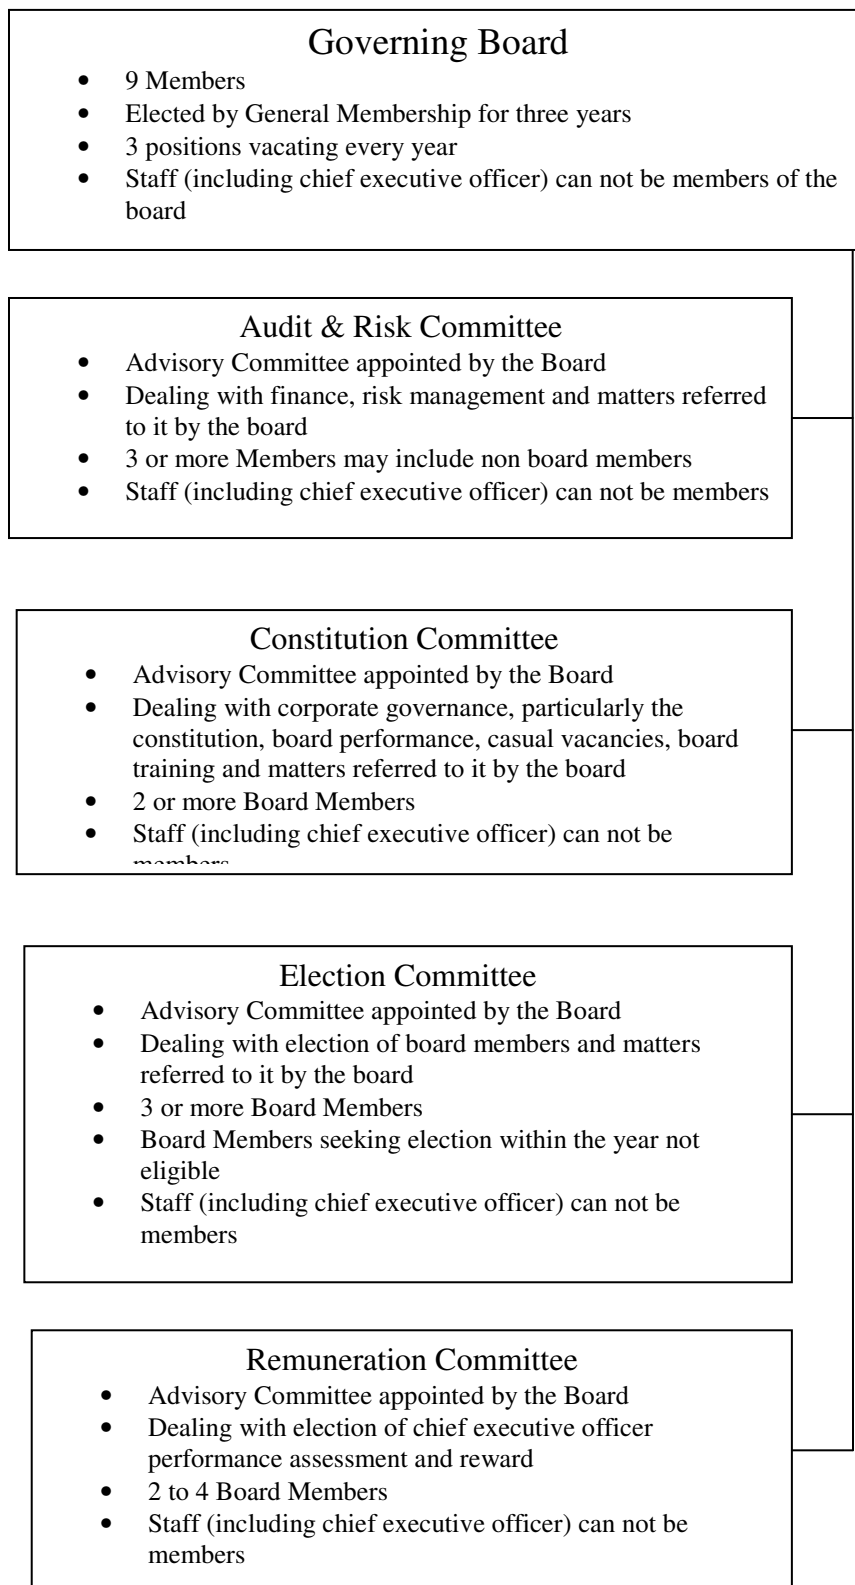 Governing Board
• 9 Members
• Elected by General Membership for three years
• 3 positions vacating every year
• Staff (including chief executive officer) can not be members of the
board
Audit & Risk Committee
• Advisory Committee appointed by the Board
• Dealing with finance, risk management and matters referred
to it by the board
• 3 or more Members may include non board members
• Staff (including chief executive officer) can not be members
Constitution Committee
• Advisory Committee appointed by the Board
• Dealing with corporate governance, particularly the
constitution, board performance, casual vacancies, board
training and matters referred to it by the board
• 2 or more Board Members
• Staff (including chief executive officer) can not be
members
Election Committee
• Advisory Committee appointed by the Board
• Dealing with election of board members and matters
referred to it by the board
• 3 or more Board Members
• Board Members seeking election within the year not
eligible
• Staff (including chief executive officer) can not be
members
Remuneration Committee
• Advisory Committee appointed by the Board
• Dealing with election of chief executive officer
performance assessment and reward
• 2 to 4 Board Members
• Staff (including chief executive officer) can not be
members